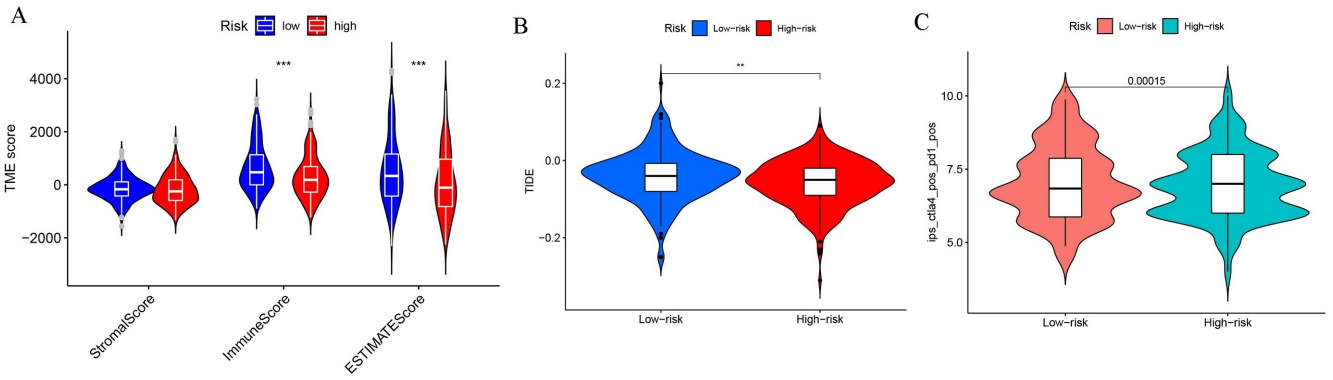 A
Risk low high
TME score
4000
2000
0
−2000
*** ***
StromalScore
ImmuneScore
ESTIMATEScore
B
Risk Low−risk High−risk
TIDE
0.2
0.0
−0.2
**
Low−risk High−risk
C
Risk Low−risk High−risk
ips_ctla4_pos_pd1_pos
10.0
7.5
5.0
0.00015
Low−risk High−risk